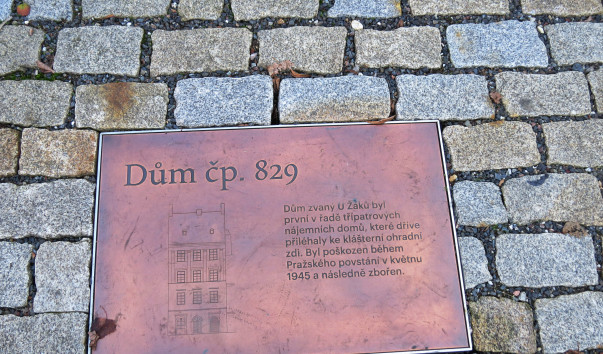 Dům čp. 829
Dům zvaný U Žáků byl
první v řadě třípatrových
nájemních domů, které dříve
přiléhaly ke klášterní ohradní
zdi. Byl poškozen během
Pražského povstání v květnu
1945 a následně zbořen.